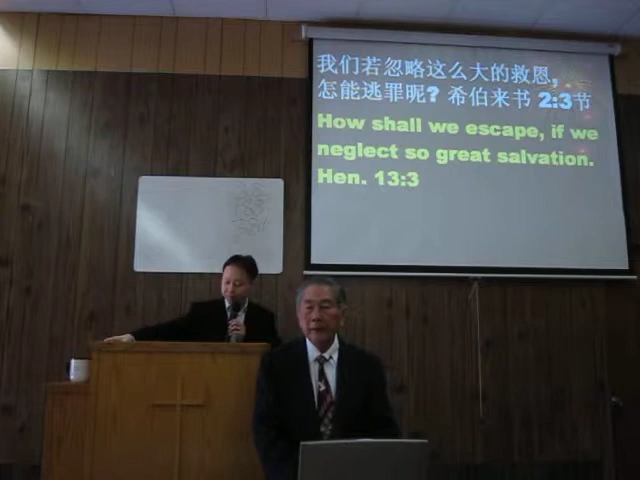 我们若忽略这么大的救恩,
怎能逃罪呢? 希伯来书 2:3节
How shall we escape, if we
neglect so great salvation.
Hen. 13:3